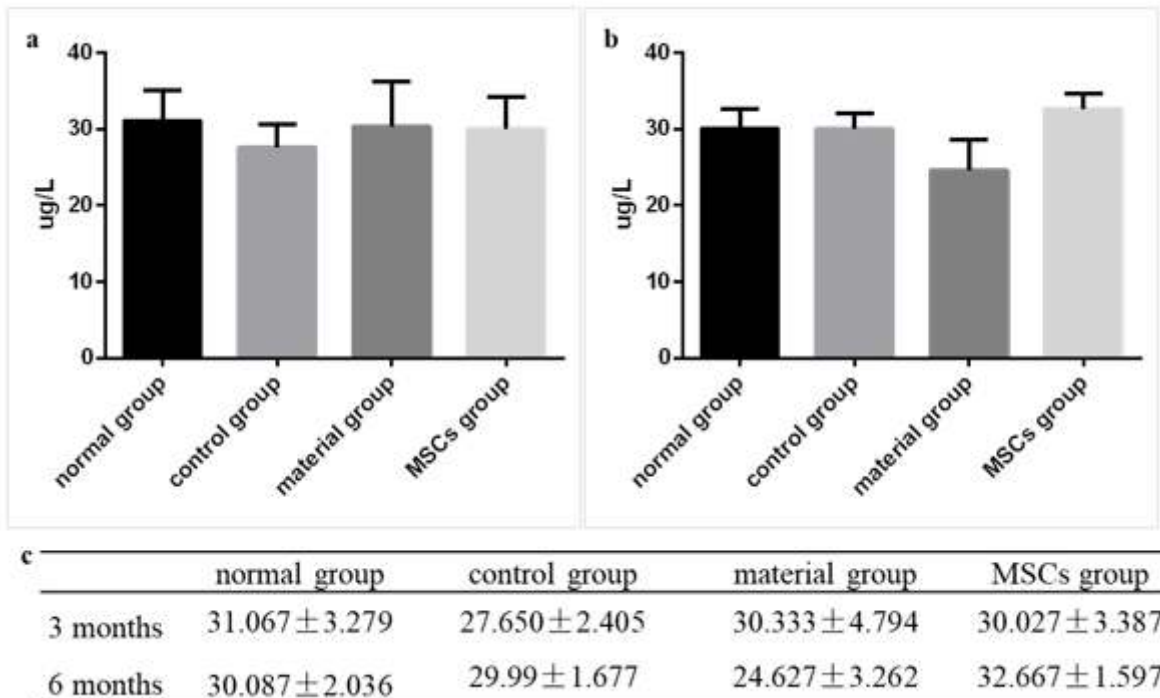 a
40
30
20
10
0
ug/L
normal group
control group
material group
MSCs group
b
40
30
20
10
0
ug/L
normal group
control group
material group
MSCs group
c
normal group control group material group MSCs group
3 months 31.067±3.279 27.650±2.405 30.333±4.794 30.027±3.387
6 months 30.087±2.036 29.99±1.677 24.627±3.262 32.667±1.597